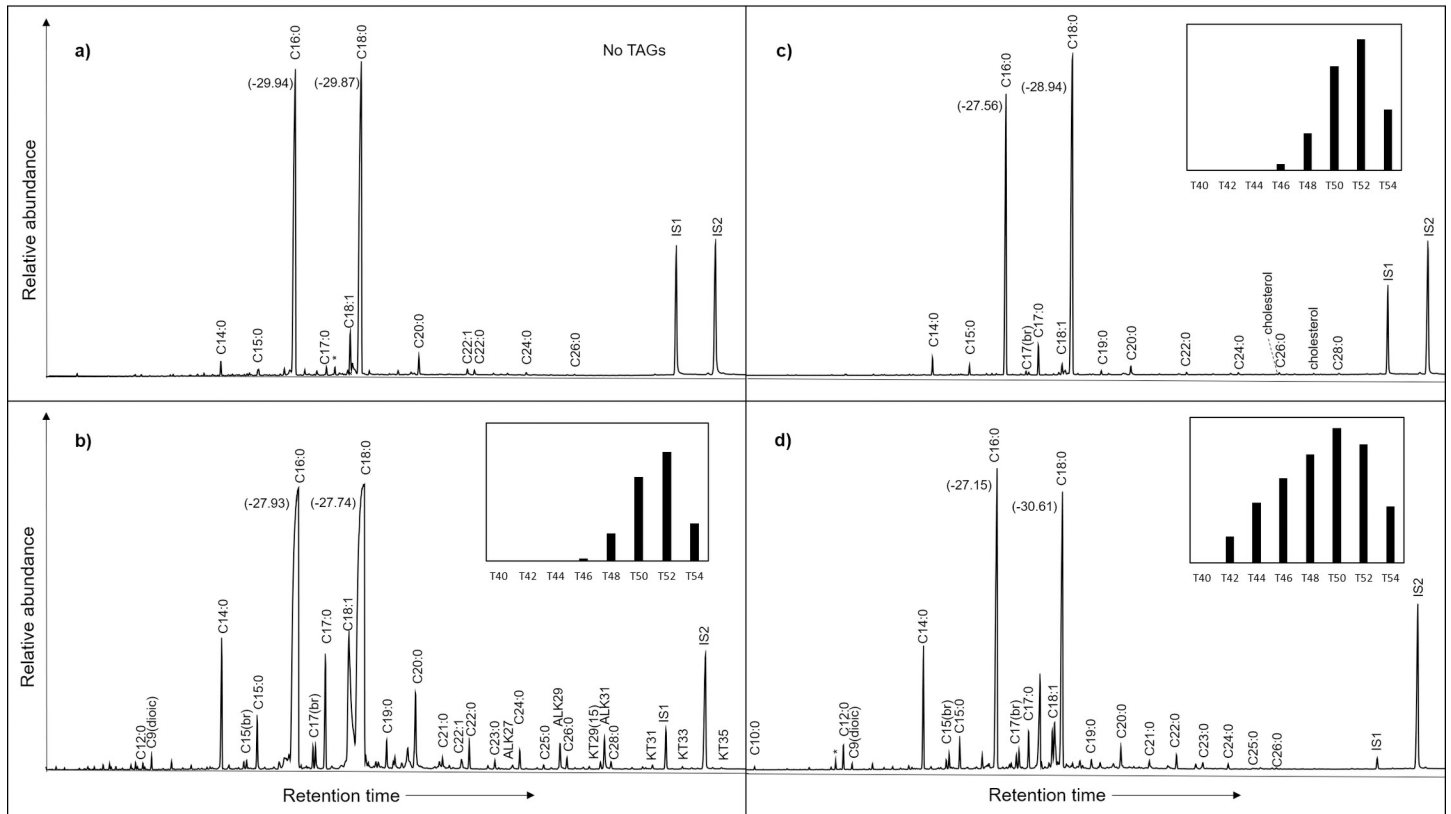 a)
No TAGs
Relative abundance
C14:0
C15:0
C16:0
(-29.94)
C17:0
*
C18:1
C18:0
(-29.87)
C20:0
C22:1
C22:0
C24:0
C26:0
IS1
IS2
c)
C14:0
C15:0
C16:0
(-27.56)
C17(br)
C17:0
C18:1
C18:0
(-28.94)
C19:0
C20:0
C22:0
C24:0
cholesterol
C26:0
cholesterol
C28:0
IS1
IS2
T40 T42 T44 T46 T48 T50 T52 T54
b)
Relative abundance
C12:0
C9(dioic)
C14:0
C15(br)
C15:0
C16:0
(-27.93)
C17(br)
C17:0
C18:1
C18:0
(-27.74)
C19:0
C20:0
C21:0
C22:1
C22:0
C23:0
ALK27
C24:0
C25:0
ALK29
C26:0
KT29(15)
ALK31
C28:0
KT31
IS1
KT33
IS2
KT35
T40 T42 T44 T46 T48 T50 T52 T54
Retention time
d)
C10:0
*
C12:0
C9(dioic)
C14:0
C15(br)
C15:0
C16:0
(-27.15)
C17(br)
C17:0
C18:1
C18:0
(-30.61)
C19:0
C20:0
C21:0
C22:0
C23:0
C24:0
C25:0
C26:0
IS1
IS2
T40 T42 T44 T46 T48 T50 T52 T54
Retention time